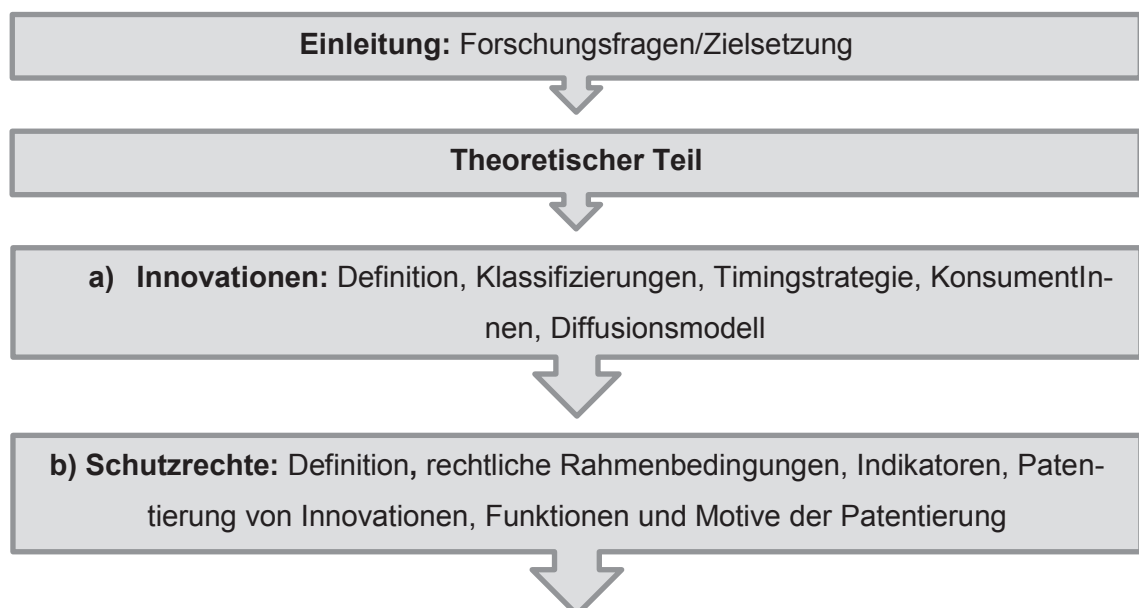 Einleitung: Forschungsfragen/Zielsetzung
Theoretischer Teil
a) Innovationen: Definition, Klassifizierungen, Timingstrategie, KonsumentIn-
nen, Diffusionsmodell
b) Schutzrechte: Definition, rechtliche Rahmenbedingungen, Indikatoren, Paten-
tierung von Innovationen, Funktionen und Motive der Patentierung